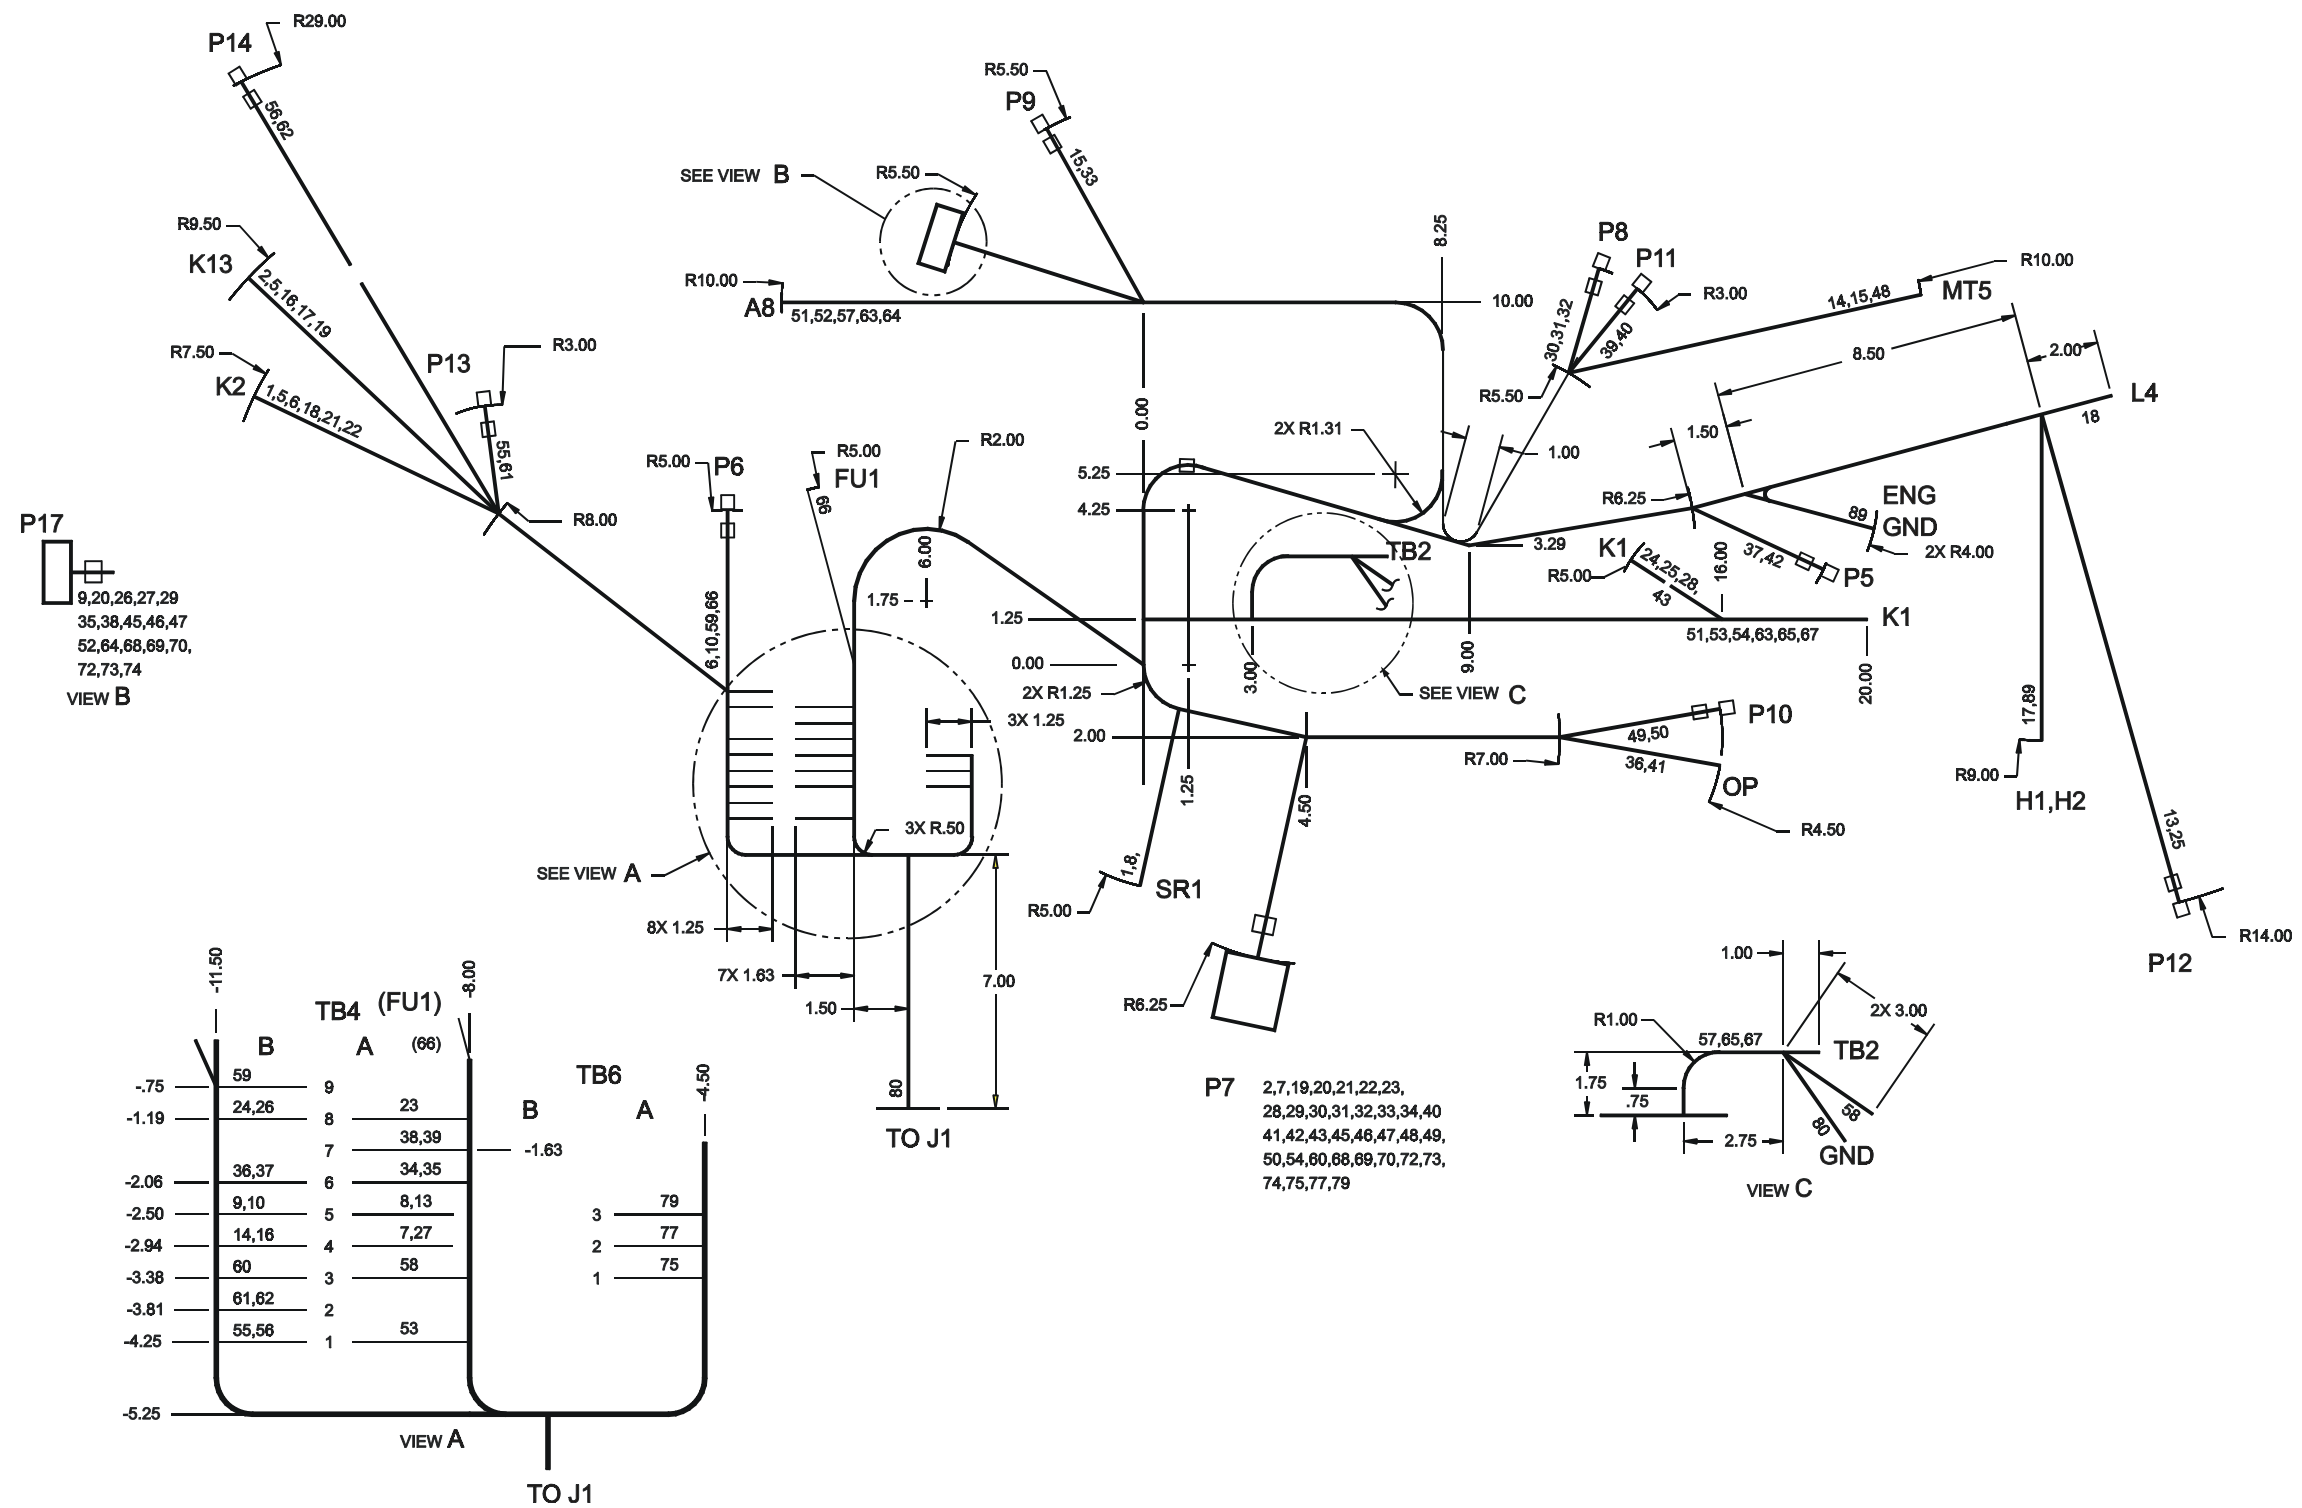 R29.00
P14
56,62
R9.50
K13
2,5,16,17,19
R7.50
K2
1,5,6,18,21,22
P13
R3.00
55,61
R8.00
P17
9,20,26,27,29
35,38,45,46,47
52,64,68,69,70,
72,73,74
VIEW B
R5.50
P9
15,33
SEE VIEW B
R5.50
R10.00
A8
51,52,57,63,64
8.25
10.00
0.00
P8
P11
R3.00
30,31,32
39,40
R5.50
14,15,48
R10.00
MT5
8.50
2.00
L4
18
1.50
2X R1.31
1.00
R5.00
P6
R5.00
FU1
66
R2.00
6.00
1.75
6,10,59,66
5.25
4.25
1.25
0.00
2X R1.25
2.00
3X 1.25
3X R.50
SEE VIEW A
8X 1.25
7X 1.63
1.50
7.00
80
TO J1
TB2
3.29
3.00
9.00
SEE VIEW C
R6.25
ENG
GND
89
2X R4.00
37,42
P5
K1
24,25,28,
43
R5.00
16.00
K1
51,53,54,63,65,67
20.00
1.25
4.50
R7.00
49,50
P10
36,41
OP
R4.50
1,8,
SR1
R5.00
R6.25
17,89
R9.00
H1,H2
13,25
P12
R14.00
P7
2,7,19,20,21,22,23,
28,29,30,31,32,33,34,40
41,42,43,45,46,47,48,49,
50,54,60,68,69,70,72,73,
74,75,77,79
1.00
2X 3.00
R1.00
57,65,67
TB2
1.75
.75
2.75
58
80
GND
VIEW C
-11.50
-8.00
-4.50
TB4 (FU1)
B A (66)
TB6
B A
-.75 59 9
-1.19 24,26 8 23
7 38,39 -1.63
-2.06 36,37 6 34,35
-2.50 9,10 5 8,13 3 79
-2.94 14,16 4 7,27 2 77
-3.38 60 3 58 1 75
-3.81 61,62 2
-4.25 55,56 1 53
-5.25
VIEW A
TO J1